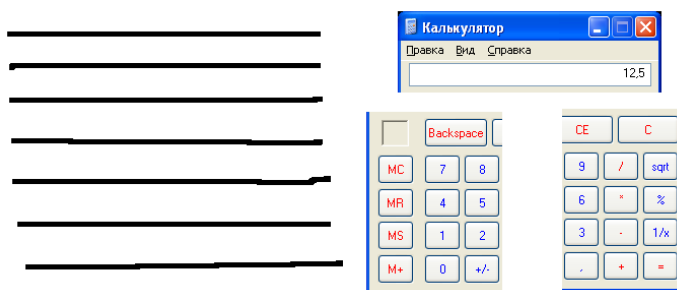 Калькулятор
Правка Вид Справка
12,5
Backspace
MC 7 8
MR 4 5
MS 1 2
M+ 0 +/-
CE C
9 / sqrt
6 * %
3 - 1/x
, + =